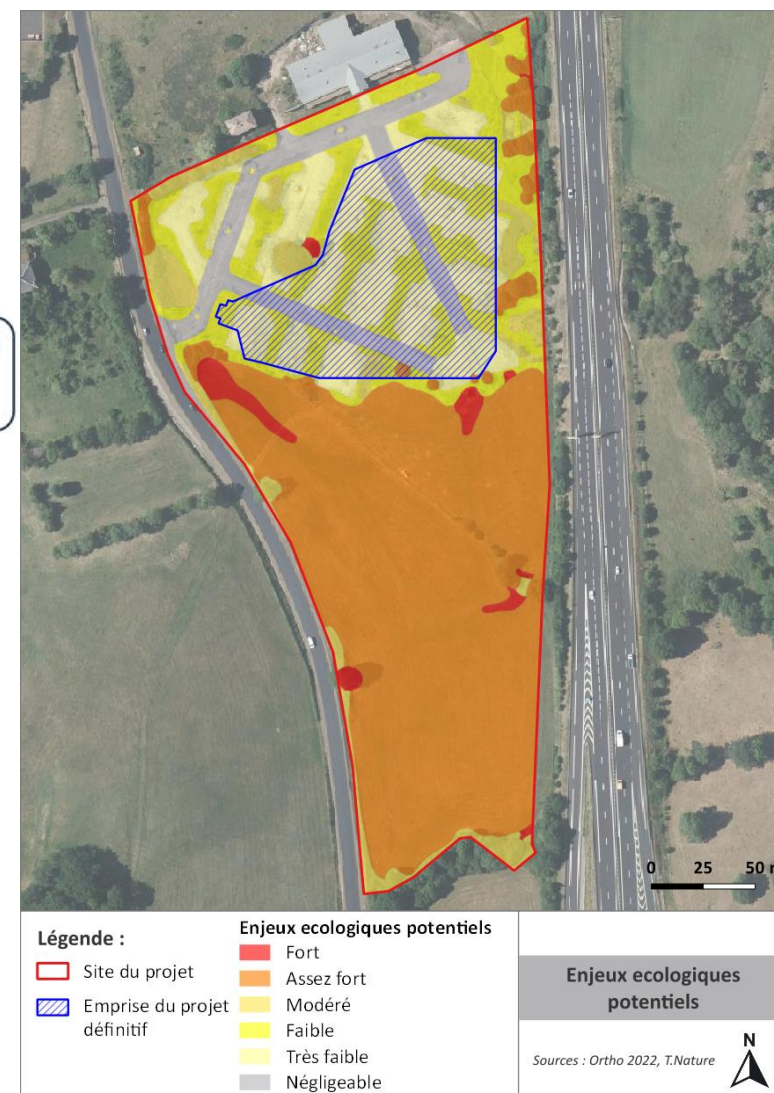 0 25 50 m
Légende :
Site du projet
Emprise du projet
définitif
Enjeux ecologiques potentiels
Fort
Assez fort
Modéré
Faible
Très faible
Négligeable
Enjeux ecologiques
potentiels
Sources : Ortho 2022, T.Nature
N